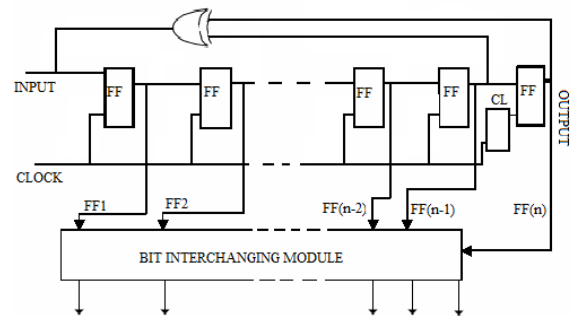 INPUT
FF
FF
FF
FF
FF
CL
OUTPUT
CLOCK
FF1
FF2
FF(n-2)
FF(n-1)
FF(n)
BIT INTERCHANGING MODULE